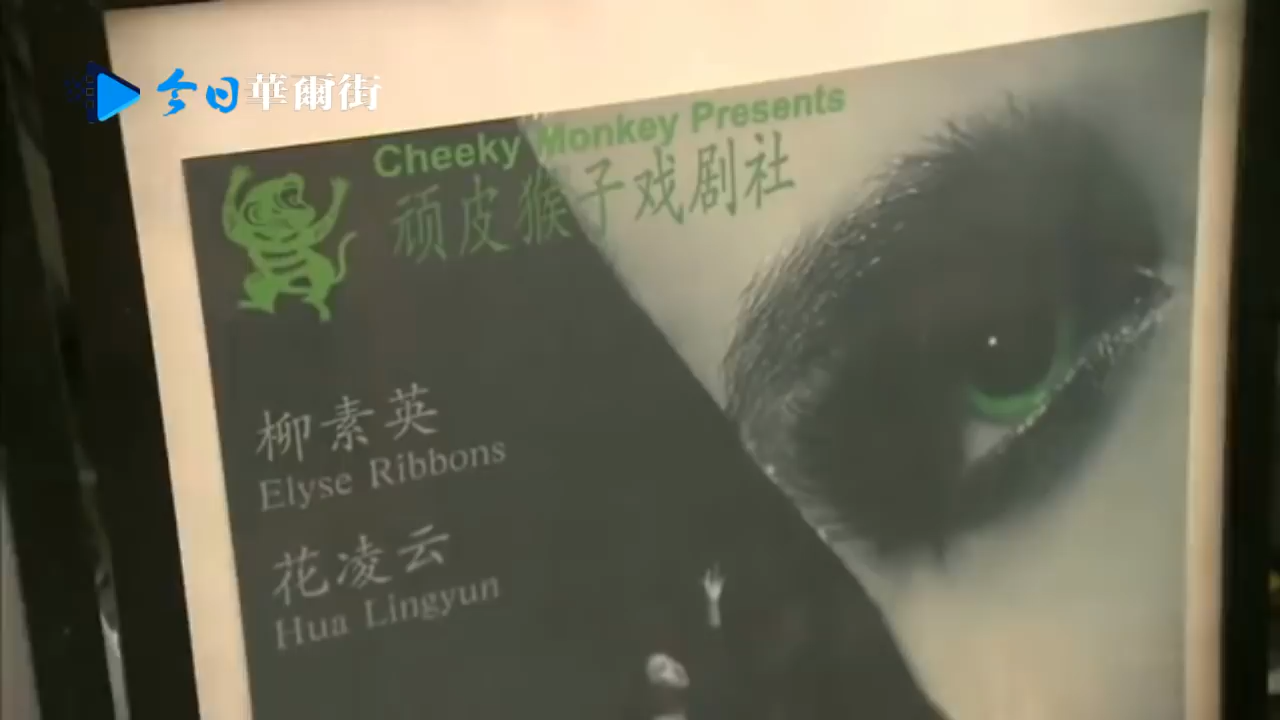 今日華爾街
Cheeky Monkey Presents
顽皮猴子戏剧社
柳素英
Elyse Ribbons
花凌云
Hua Lingyun